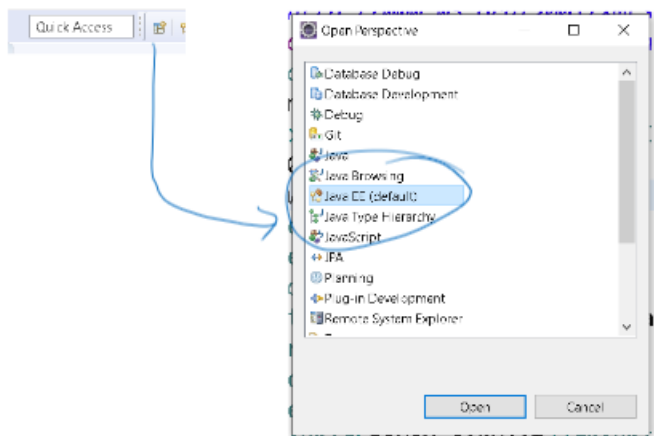 Quick Access
Open Perspective
Database Debug
Database Development
Debug
Git
Java
Java Browsing
Java EE (default)
Java Type Hierarchy
JavaScript
JPA
Planning
Plug-in Development
Remote System Explorer
Open
Cancel